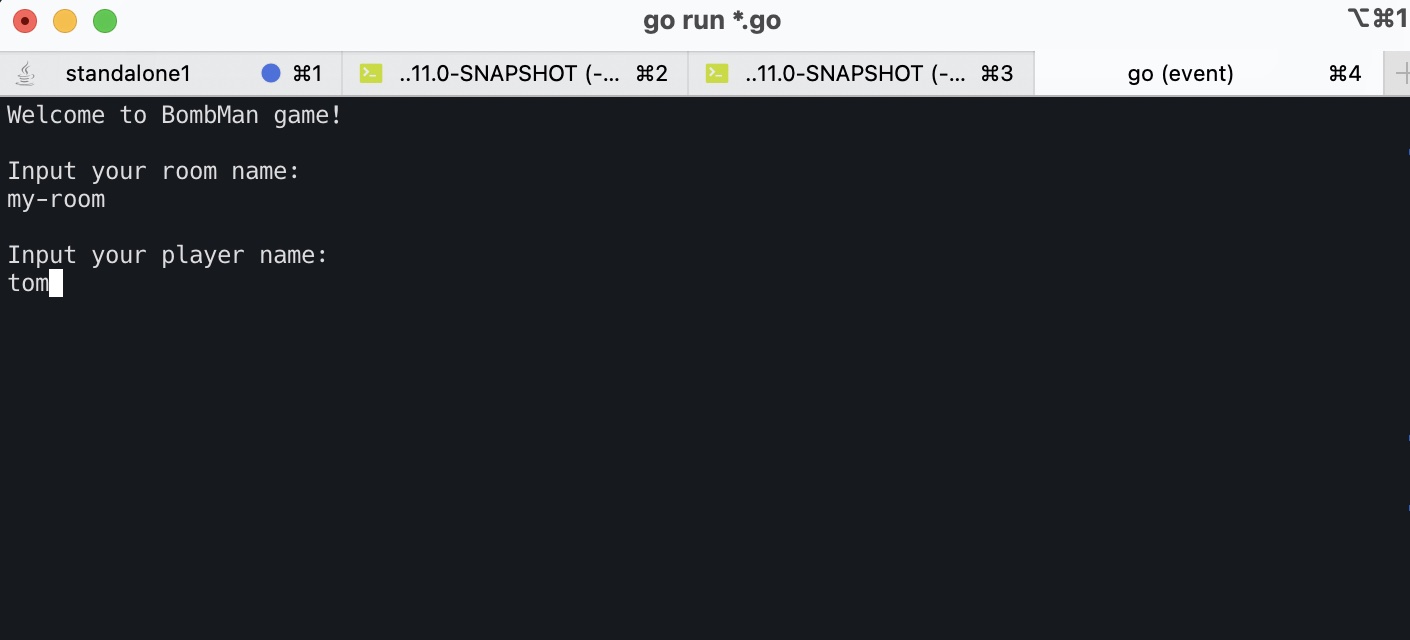 go run *.go
⌥⌘1
standalone1 ⌘1 ..11.0-SNAPSHOT (-... ⌘2 ..11.0-SNAPSHOT (-... ⌘3 go (event) ⌘4
Welcome to BombMan game!
Input your room name:
my-room
Input your player name:
tom